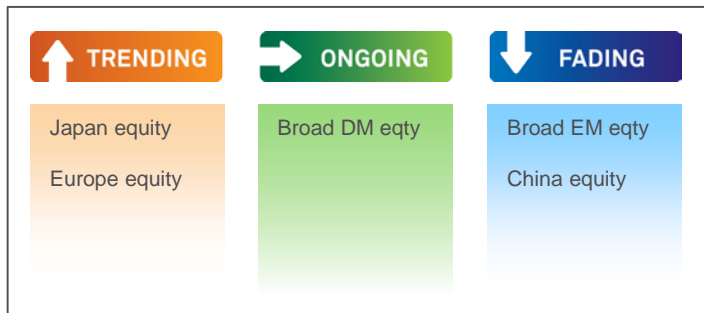 TRENDING
ONGOING
FADING
Japan equity
Europe equity
Broad DM eqty
Broad EM eqty
China equity